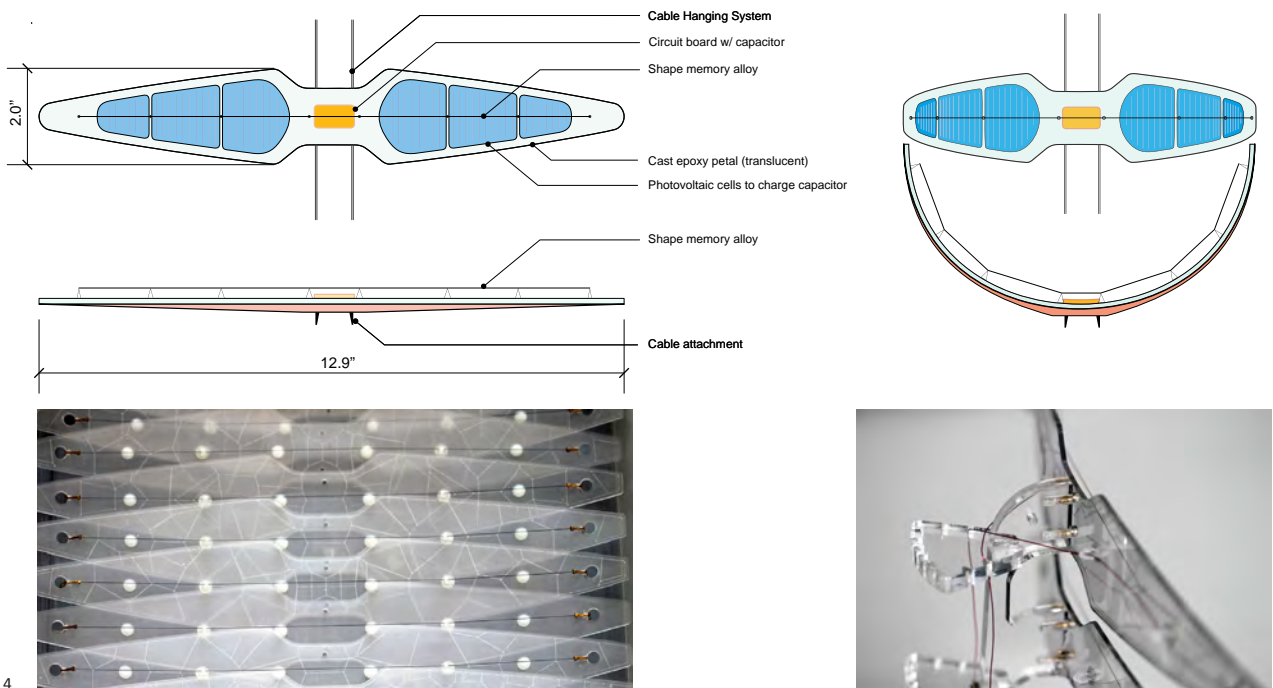 Cable Hanging System
Circuit board w/ capacitor
Shape memory alloy
2.0”
Cast epoxy petal (translucent)
Photovoltaic cells to charge capacitor
Shape memory alloy
Cable attachment
12.9”
4